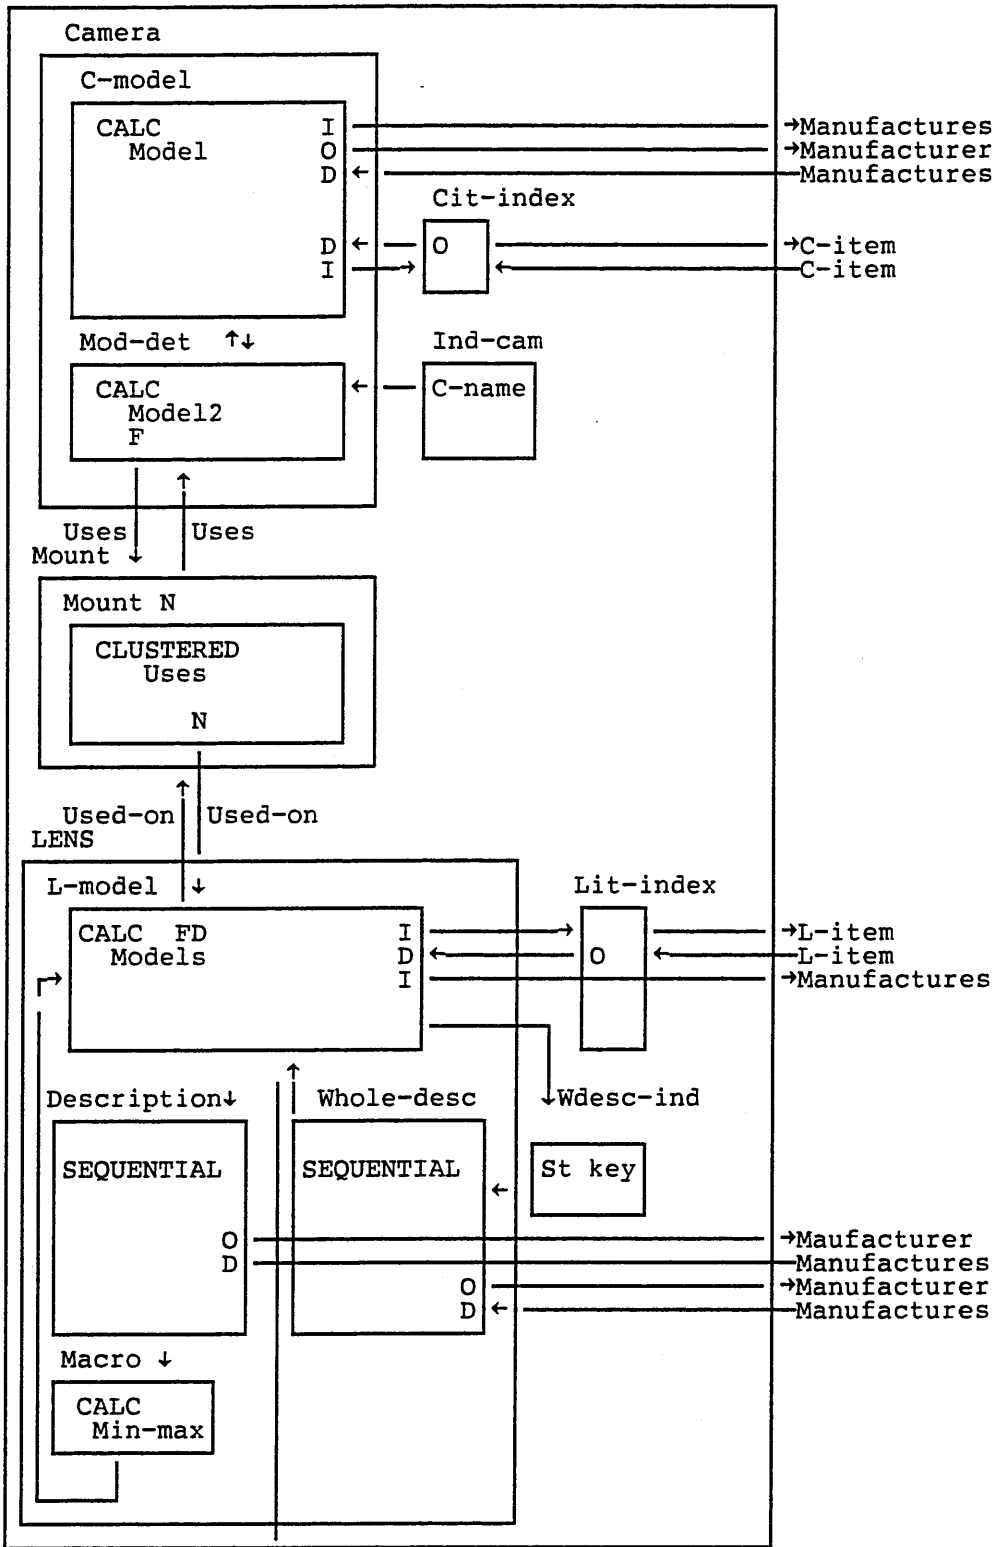 Camera
C-model
CALC I →Manufactures
Model O →Manufacturer
D ← Manufactures
Cit-index
D ← O →C-item
I → ← C-item
Mod-det ↑↓ Ind-cam
CALC ← C-name
Model2
F
↑
Uses Uses
Mount ↓
Mount N
CLUSTERED
Uses
N
↑
Used-on Used-on
LENS
L-model ↓ Lit-index
CALC FD I → →L-item
Models D ← O ← L-item
→ I →Manufactures
↑
Description↓ Whole-desc ↓Wdesc-ind
SEQUENTIAL SEQUENTIAL ← St key
O →Maufacturer
D Manufactures
O →Manufacturer
D ← Manufactures
Macro ↓
CALC
Min-max